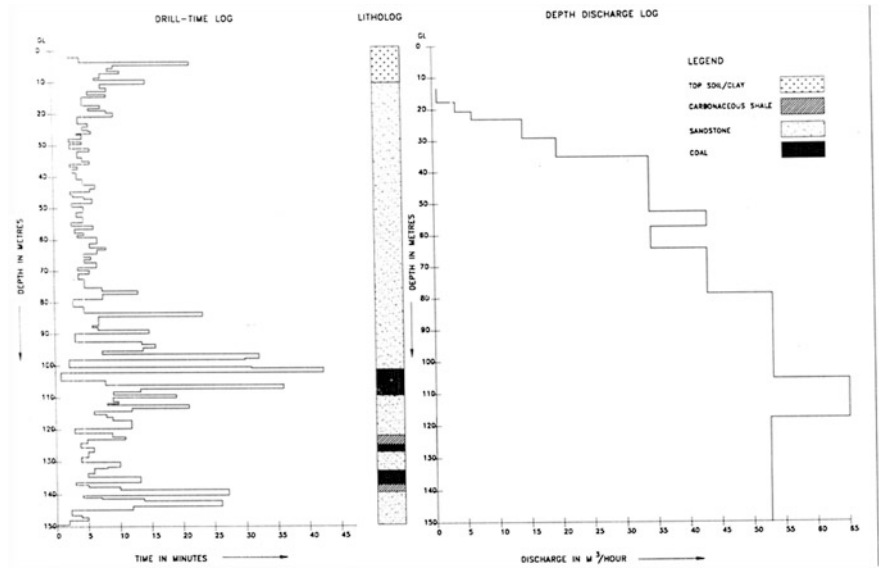 DRILL-TIME LOG
LITHOLOG
DEPTH DISCHARGE LOG
GL
0
10
20
30
40
50
60
70
80
90
100
110
120
130
140
150
DEPTH IN METRES
0 5 10 15 20 25 30 35 40 45
TIME IN MINUTES
GL
0
10
20
30
40
50
60
70
80
90
100
110
120
130
140
150
DEPTH IN METRES
0 5 10 15 20 25 30 35 40 45 50 55 60 65
DISCHARGE IN M³/HOUR
LEGEND
TOP SOIL/CLAY
CARBONACEOUS SHALE
SANDSTONE
COAL